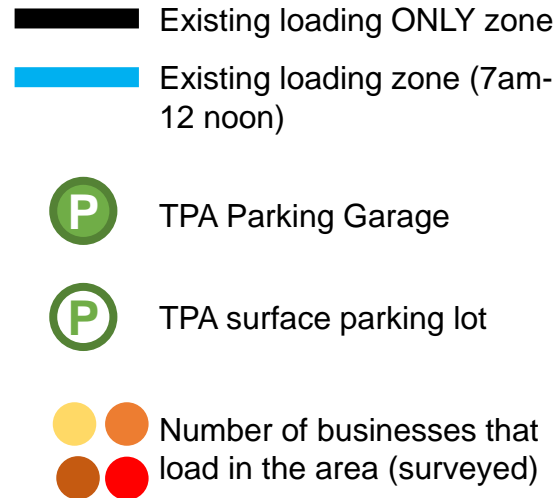 Existing loading ONLY zone
Existing loading zone (7am-
12 noon)
P
TPA Parking Garage
P
TPA surface parking lot
Number of businesses that
load in the area (surveyed)